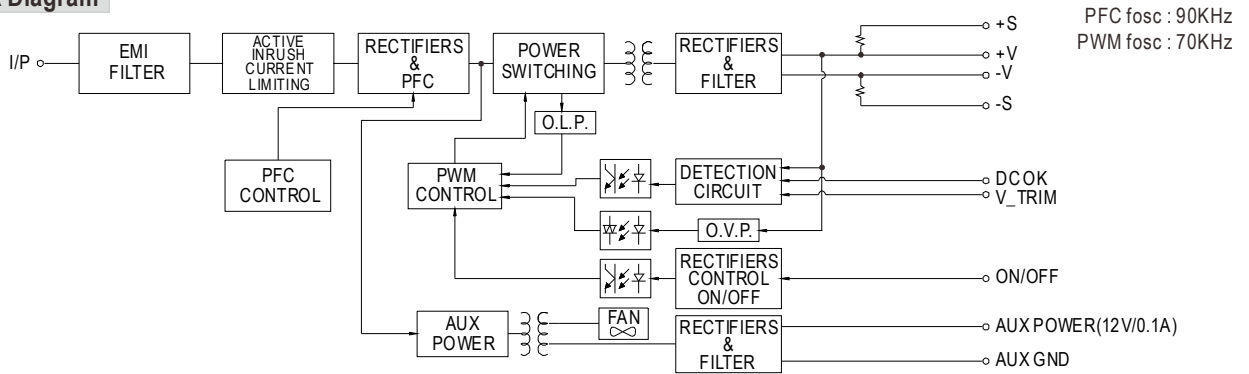 Diagram
PFC fosc : 90KHz
PWM fosc : 70KHz
I/P
EMI
FILTER
ACTIVE
INRUSH
CURRENT
LIMITING
RECTIFIERS
&
PFC
POWER
SWITCHING
RECTIFIERS
&
FILTER
+S
+V
-V
-S
O.L.P.
PFC
CONTROL
PWM
CONTROL
DETECTION
CIRCUIT
DCOK
V_TRIM
O.V.P.
RECTIFIERS
CONTROL
ON/OFF
ON/OFF
AUX
POWER
FAN
RECTIFIERS
&
FILTER
AUX POWER(12V/0.1A)
AUX GND